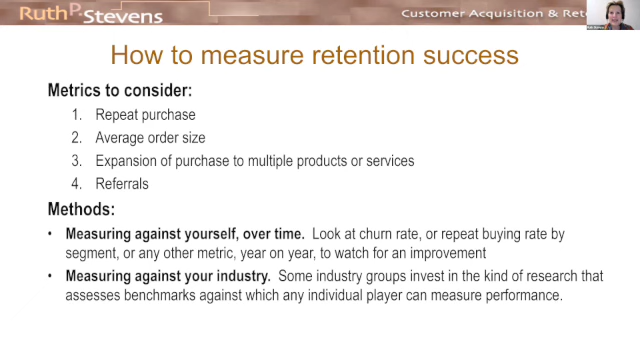 Ruth P. Stevens
Customer Acquisition & Rete
How to measure retention success
Metrics to consider:
1. Repeat purchase
2. Average order size
3. Expansion of purchase to multiple products or services
4. Referrals
Methods:
• Measuring against yourself, over time. Look at churn rate, or repeat buying rate by
segment, or any other metric, year on year, to watch for an improvement
• Measuring against your industry. Some industry groups invest in the kind of research that
assesses benchmarks against which any individual player can measure performance.